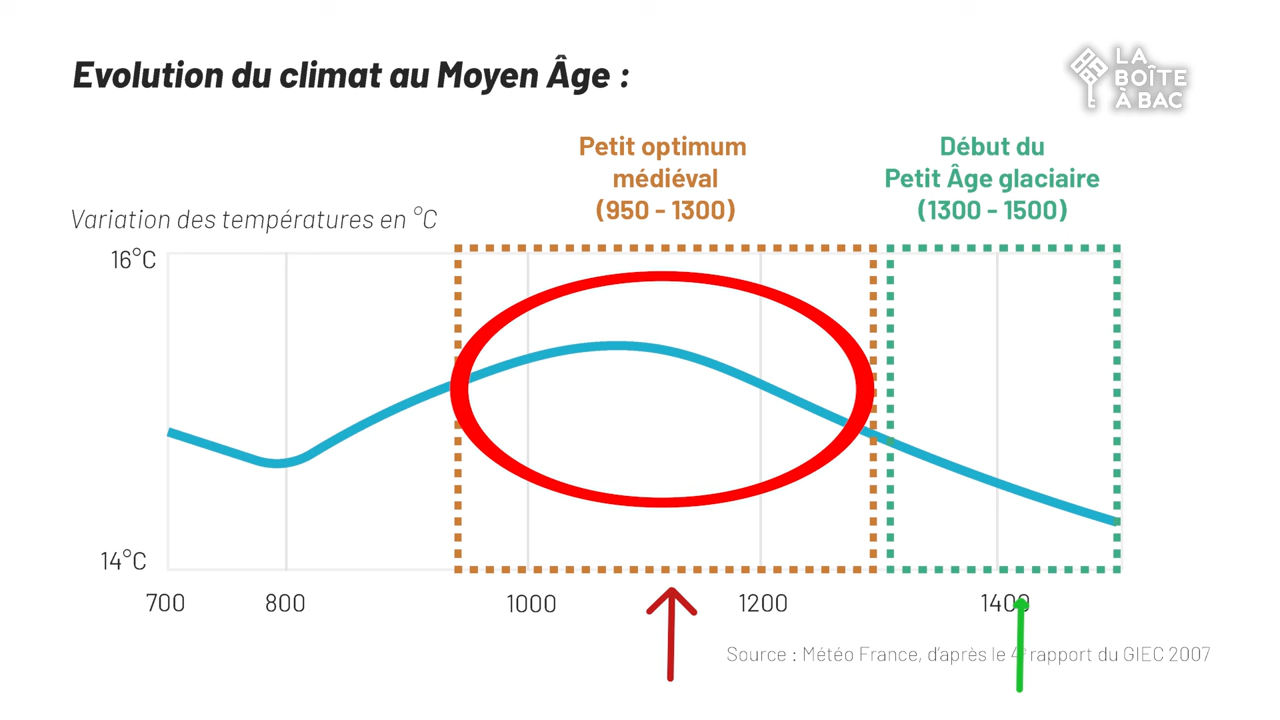 Evolution du climat au Moyen Âge :
LA
BOÎTE
À BAC
Petit optimum
médiéval
(950 - 1300)
Début du
Petit Âge glaciaire
(1300 - 1500)
Variation des températures en °C
16°C
14°C
700 800 1000 1200 1400
Source : Météo France, d'après le 4e rapport du GIEC 2007